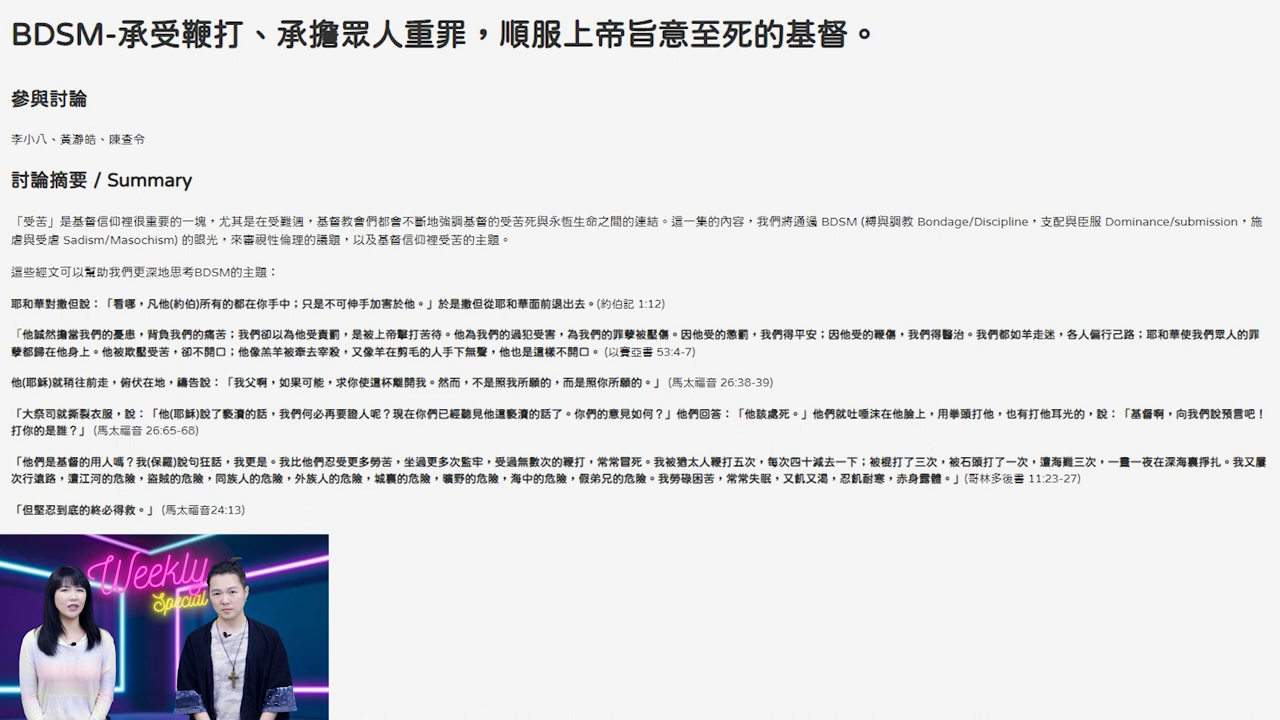 BDSM-承受鞭打、承擔眾人重罪，順服上帝旨意至死的基督。
參與討論
李小八、黃瀞皓、陳查令
討論摘要 / Summary
「受苦」是基督信仰裡很重要的一塊，尤其是在受難週，基督教會們都會不斷地強調基督的受苦死與永恆生命之間的連結。這一集的內容，我們將通過 BDSM (縛與調教 Bondage/Discipline，支配與臣服 Dominance/submission，施
虐與受虐 Sadism/Masochism) 的眼光，來審視性倫理的議題，以及基督信仰裡受苦的主題。
這些經文可以幫助我們更深地思考BDSM的主題：
耶和華對撒但說：「看哪，凡他(約伯)所有的都在你手中；只是不可伸手加害於他。」於是撒但從耶和華面前退出去。(約伯記 1:12)
「他誠然擔當我們的憂患，背負我們的痛苦；我們卻以為他受責罰，是被上帝擊打苦待。他為我們的過犯受害，為我們的罪孽被壓傷。因他受的懲罰，我們得平安；因他受的鞭傷，我們得醫治。我們都如羊走迷，各人偏行己路；耶和華使我們眾人的罪
孽都歸在他身上。他被欺壓受苦，卻不開口；他像羔羊被牽去宰殺，又像羊在剪毛的人手下無聲，他也是這樣不開口。 (以賽亞書 53:4-7)
他(耶穌)就稍往前走，俯伏在地，禱告說：「我父啊，如果可能，求你使這杯離開我。然而，不是照我所願的，而是照你所願的。」 (馬太福音 26:38-39)
「大祭司就撕裂衣服，說：「他(耶穌)說了褻瀆的話，我們何必再要證人呢？現在你們已經聽見他這褻瀆的話了。你們的意見如何？」他們回答：「他該處死。」他們就吐唾沫在他臉上，用拳頭打他，也有打他耳光的，說：「基督啊，向我們說預言吧！
打你的是誰？」 (馬太福音 26:65-68)
「他們是基督的用人嗎？我(保羅)說句狂話，我更是。我比他們忍受更多勞苦，坐過更多次監牢，受過無數次的鞭打，常常冒死。我被猶太人鞭打五次，每次四十減去一下；被棍打了三次，被石頭打了一次，遭海難三次，一晝一夜在深海裏掙扎。我又屢
次行遠路，遭江河的危險，盜賊的危險，同族人的危險，外族人的危險，城裏的危險，曠野的危險，海中的危險，假弟兄的危險。我勞碌困苦，常常失眠，又飢又渴，忍飢耐寒，赤身露體。」(哥林多後書 11:23-27)
「但堅忍到底的終必得救。」 (馬太福音24:13)
Weekly
Special